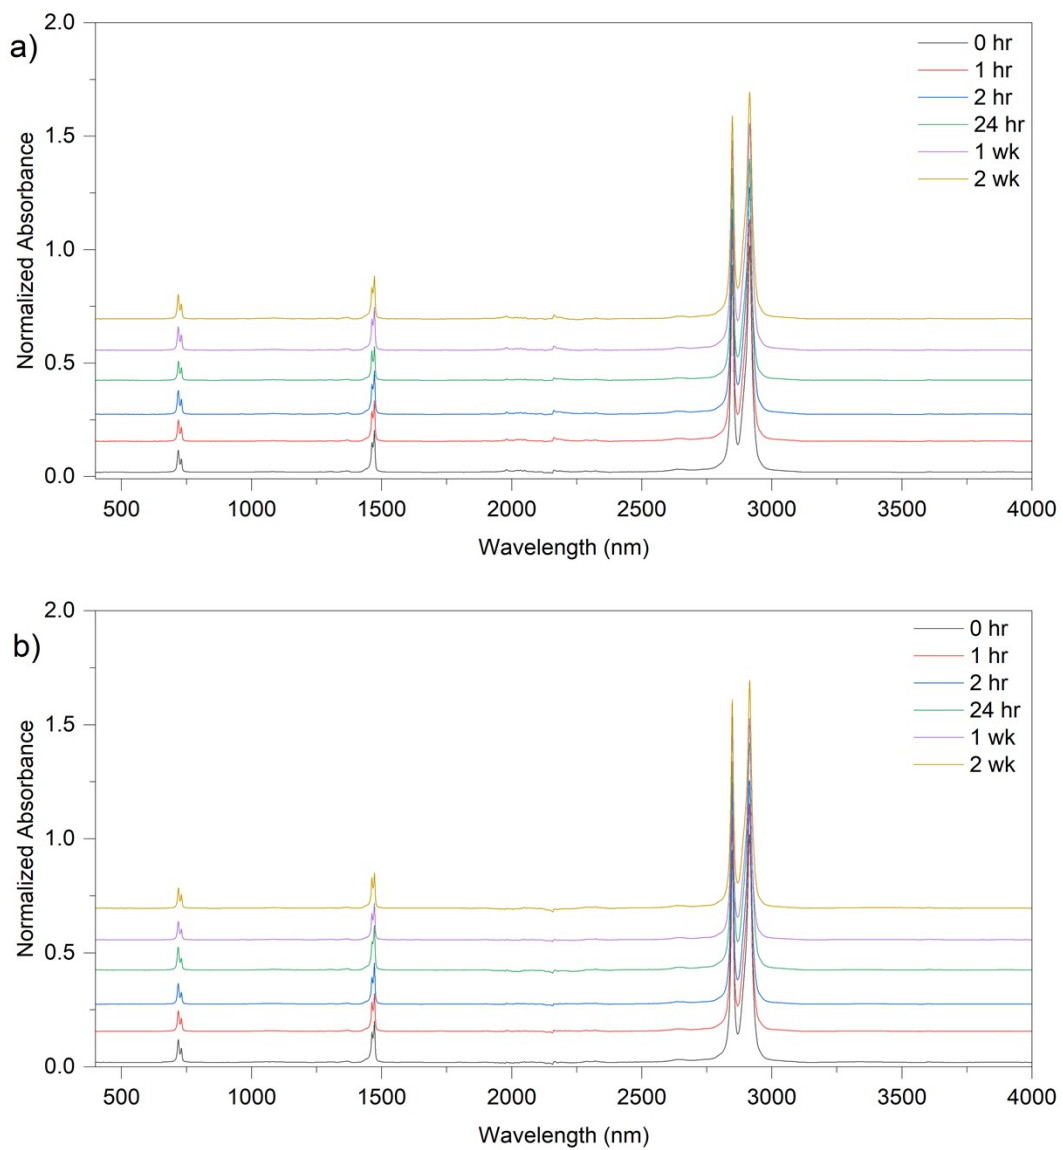 a)
2.0
1.5
1.0
0.5
0.0
Normalized Absorbance
0 hr
1 hr
2 hr
24 hr
1 wk
2 wk
500 1000 1500 2000 2500 3000 3500 4000
Wavelength (nm)
b)
2.0
1.5
1.0
0.5
0.0
Normalized Absorbance
0 hr
1 hr
2 hr
24 hr
1 wk
2 wk
500 1000 1500 2000 2500 3000 3500 4000
Wavelength (nm)